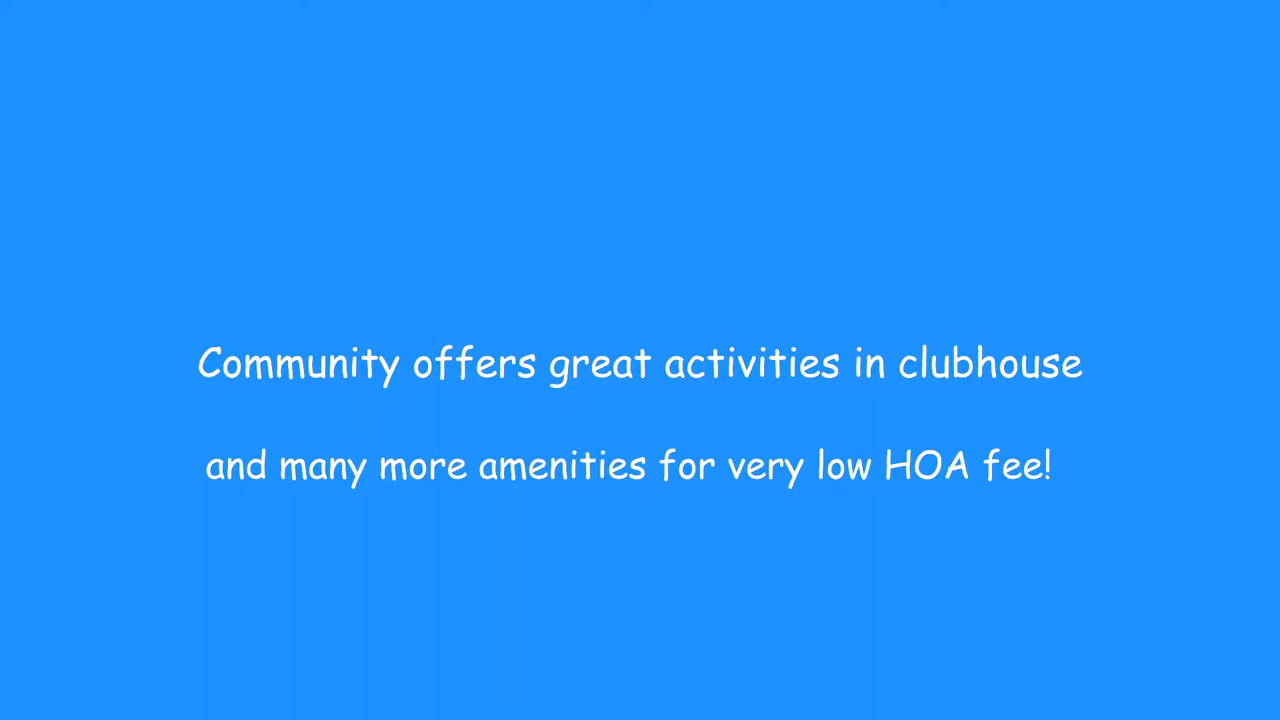 Community offers great activities in clubhouse
and many more amenities for very low HOA fee!